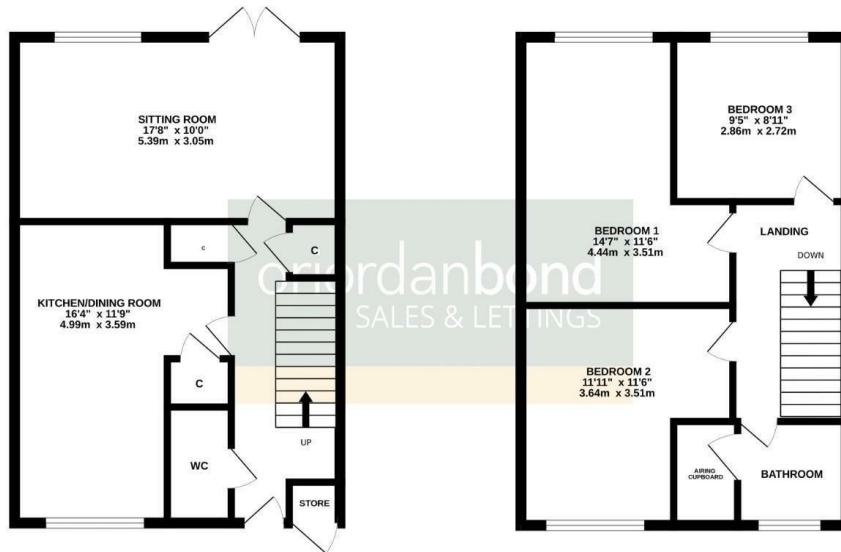 SITTING ROOM
17'8" x 10'0"
5.39m x 3.05m
C
C
KITCHEN/DINING ROOM
16'4" x 11'9"
4.99m x 3.59m
C
WC
UP
STORE
BEDROOM 3
9'5" x 8'11"
2.86m x 2.72m
BEDROOM 1
14'7" x 11'6"
4.44m x 3.51m
LANDING
DOWN
BEDROOM 2
11'11" x 11'6"
3.64m x 3.51m
AIRING
CUPBOARD
BATHROOM
oriordanbond
SALES & LETTINGS